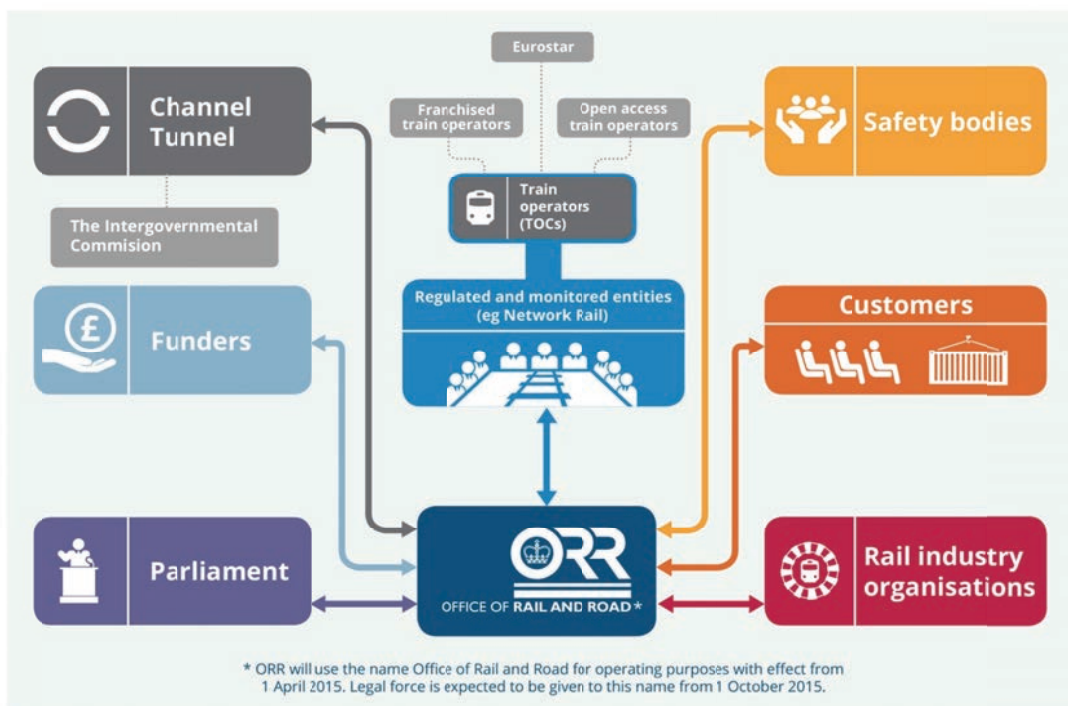 Eurostar
Channel
Tunnel
Franchised
train operators
Open access
train operators
Safety bodies
Train
operators
(TOCs)
The Intergovernmental
Commision
Regulated and monitored entities
(eg Network Rail)
Customers
£
Funders
Parliament
ORR
OFFICE OF RAIL AND ROAD*
Rail industry
organisations
* ORR will use the name Office of Rail and Road for operating purposes with effect from
1 April 2015. Legal force is expected to be given to this name from 1 October 2015.